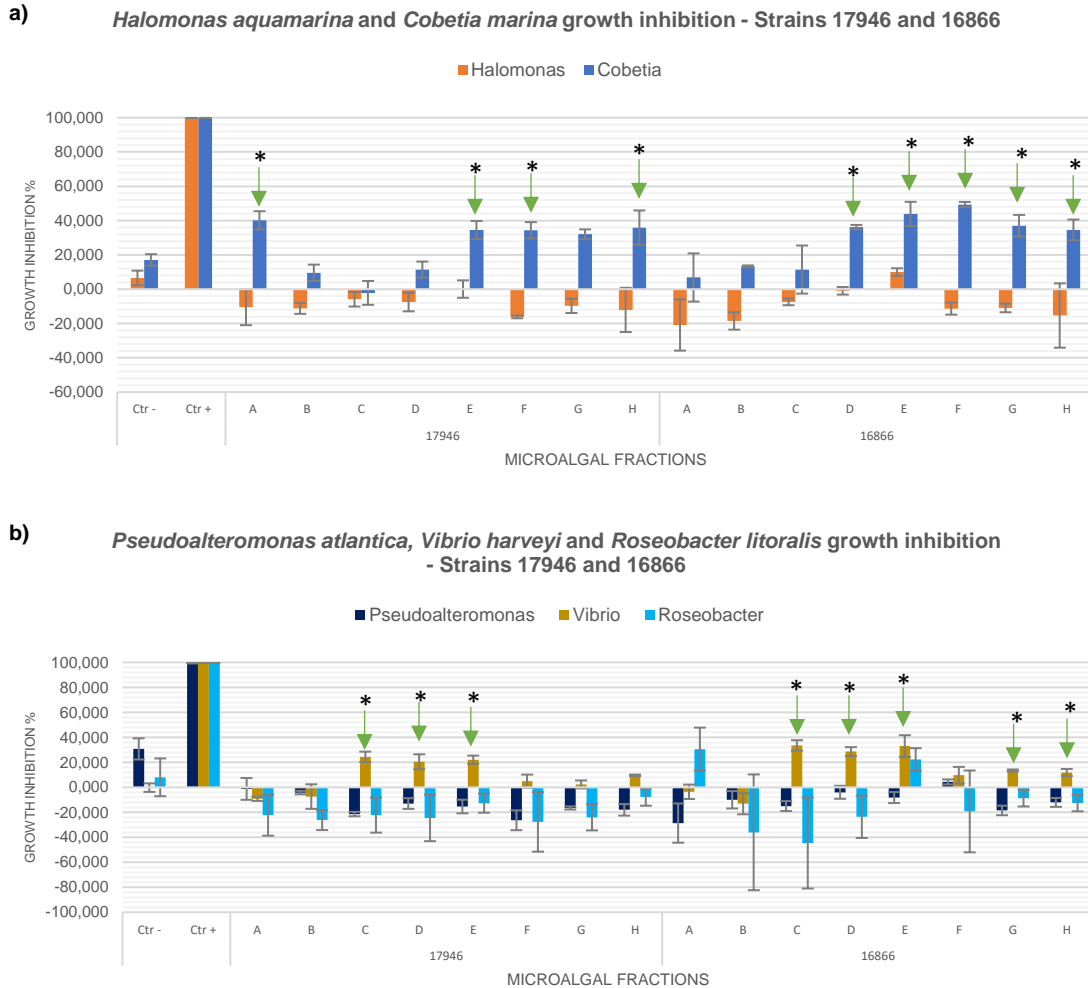 a)
Halomonas aquamarina and Cobetia marina growth inhibition - Strains 17946 and 16866
Halomonas Cobetia
100,000
80,000
60,000
40,000
20,000
0,000
-20,000
-40,000
-60,000
GROWTH INHIBITION %
* * * * * * * * *
Ctr - Ctr + A B C D E F G H A B C D E F G H
17946 16866
MICROALGAL FRACTIONS
b)
Pseudoalteromonas atlantica, Vibrio harveyi and Roseobacter litoralis growth inhibition
- Strains 17946 and 16866
Pseudoalteromonas Vibrio Roseobacter
100,000
80,000
60,000
40,000
20,000
0,000
-20,000
-40,000
-60,000
-80,000
-100,000
GROWTH INHIBITION %
* * * * * * * *
Ctr - Ctr + A B C D E F G H A B C D E F G H
17946 16866
MICROALGAL FRACTIONS